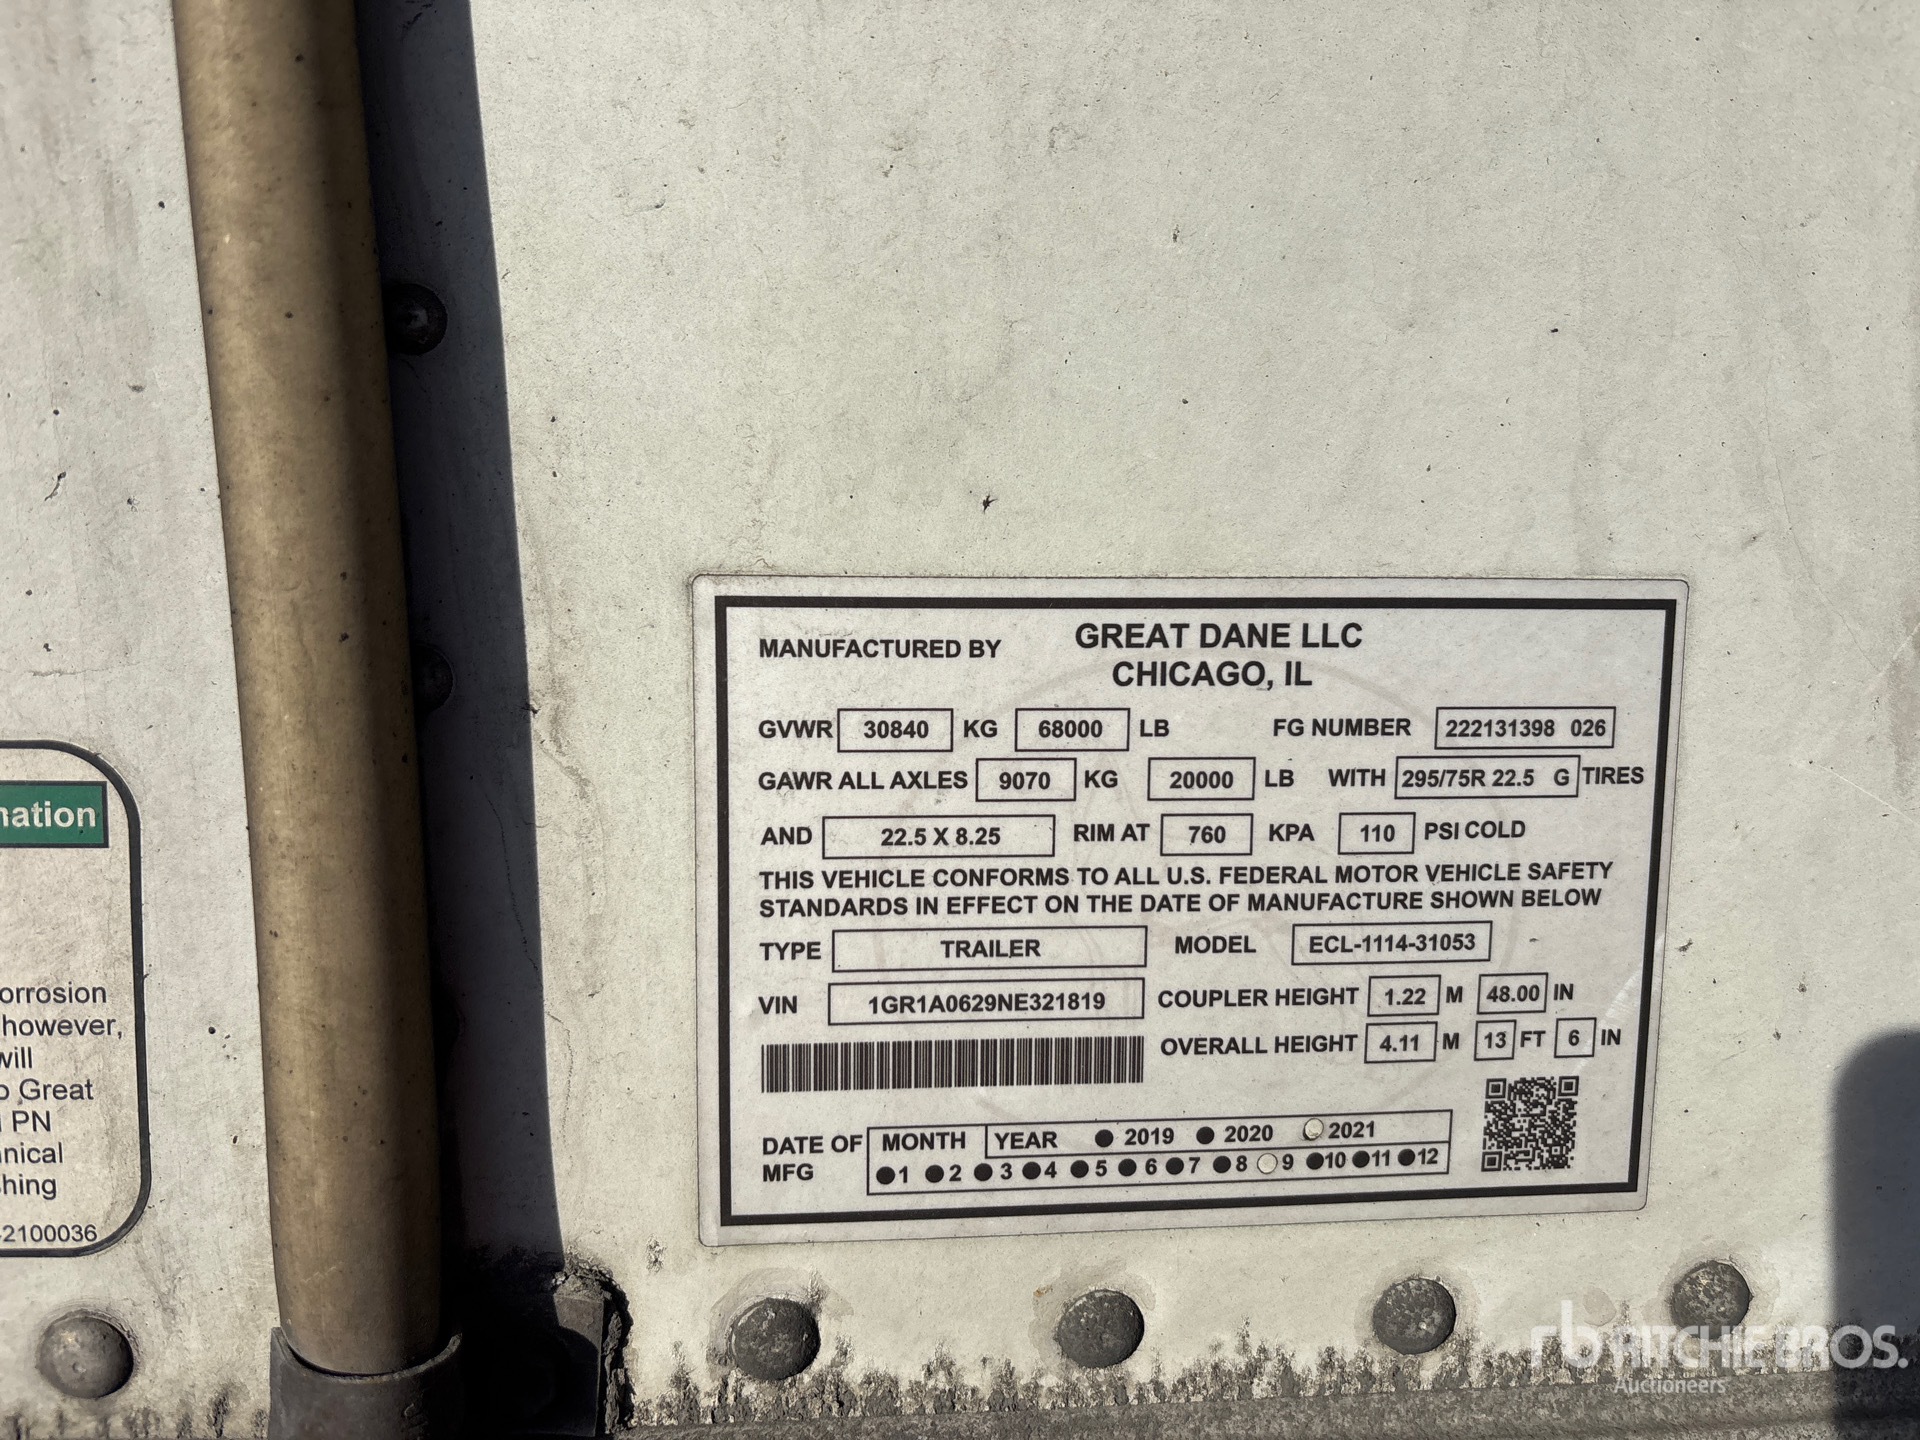 MANUFACTURED BY GREAT DANE LLC
CHICAGO, IL
GVWR 30840 KG 68000 LB FG NUMBER 222131398 026
GAWR ALL AXLES 9070 KG 20000 LB WITH 295/75R 22.5 G TIRES
AND 22.5 X 8.25 RIM AT 760 KPA 110 PSI COLD
THIS VEHICLE CONFORMS TO ALL U.S. FEDERAL MOTOR VEHICLE SAFETY
STANDARDS IN EFFECT ON THE DATE OF MANUFACTURE SHOWN BELOW
TYPE TRAILER MODEL ECL-1114-31053
VIN 1GR1A0629NE321819 COUPLER HEIGHT 1.22 M 48.00 IN
OVERALL HEIGHT 4.11 M 13 FT 6 IN
DATE OF MFG MONTH YEAR 2019 2020 2021
1 2 3 4 5 6 7 8 9 10 11 12
nation
orrosion
however,
will
o Great
PN
nical
hing
-2100036
rb RITCHIE BROS.
Auctioneers